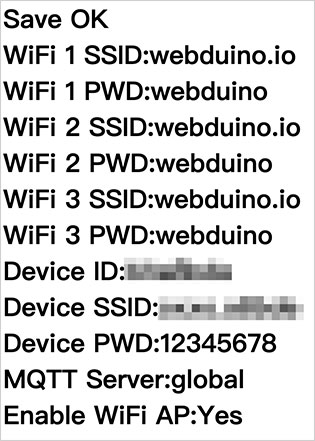 Save OK
WiFi 1 SSID:webduino.io
WiFi 1 PWD:webduino
WiFi 2 SSID:webduino.io
WiFi 2 PWD:webduino
WiFi 3 SSID:webduino.io
WiFi 3 PWD:webduino
Device ID:
Device SSID:
Device PWD:12345678
MQTT Server:global
Enable WiFi AP:Yes